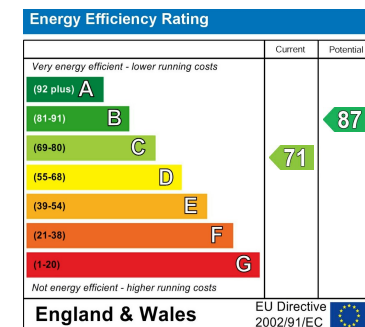 Energy Efficiency Rating
Current Potential
Very energy efficient - lower running costs
(92 plus) A
(81-91) B 87
(69-80) C 71
(55-68) D
(39-54) E
(21-38) F
(1-20) G
Not energy efficient - higher running costs
England & Wales
EU Directive
2002/91/EC